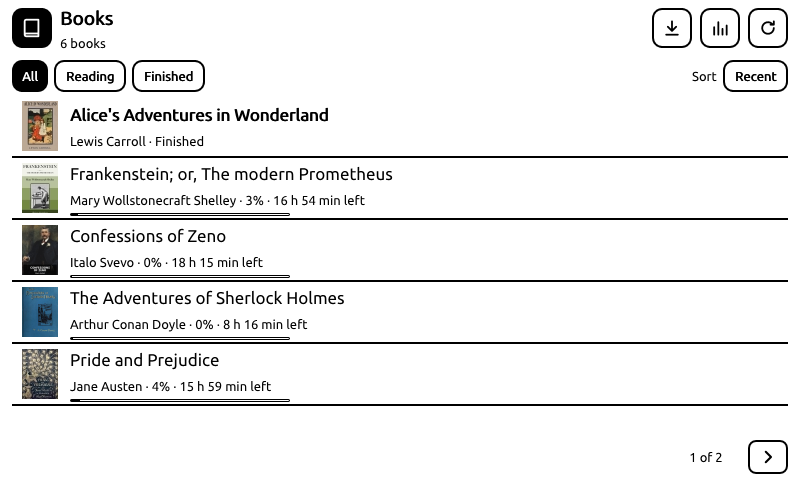 Books
6 books
All
Reading
Finished
Sort
Recent
Alice's Adventures in Wonderland
Lewis Carroll · Finished
Frankenstein; or, The modern Prometheus
Mary Wollstonecraft Shelley · 3% · 16 h 54 min left
Confessions of Zeno
Italo Svevo · 0% · 18 h 15 min left
The Adventures of Sherlock Holmes
Arthur Conan Doyle · 0% · 8 h 16 min left
Pride and Prejudice
Jane Austen · 4% · 15 h 59 min left
1 of 2